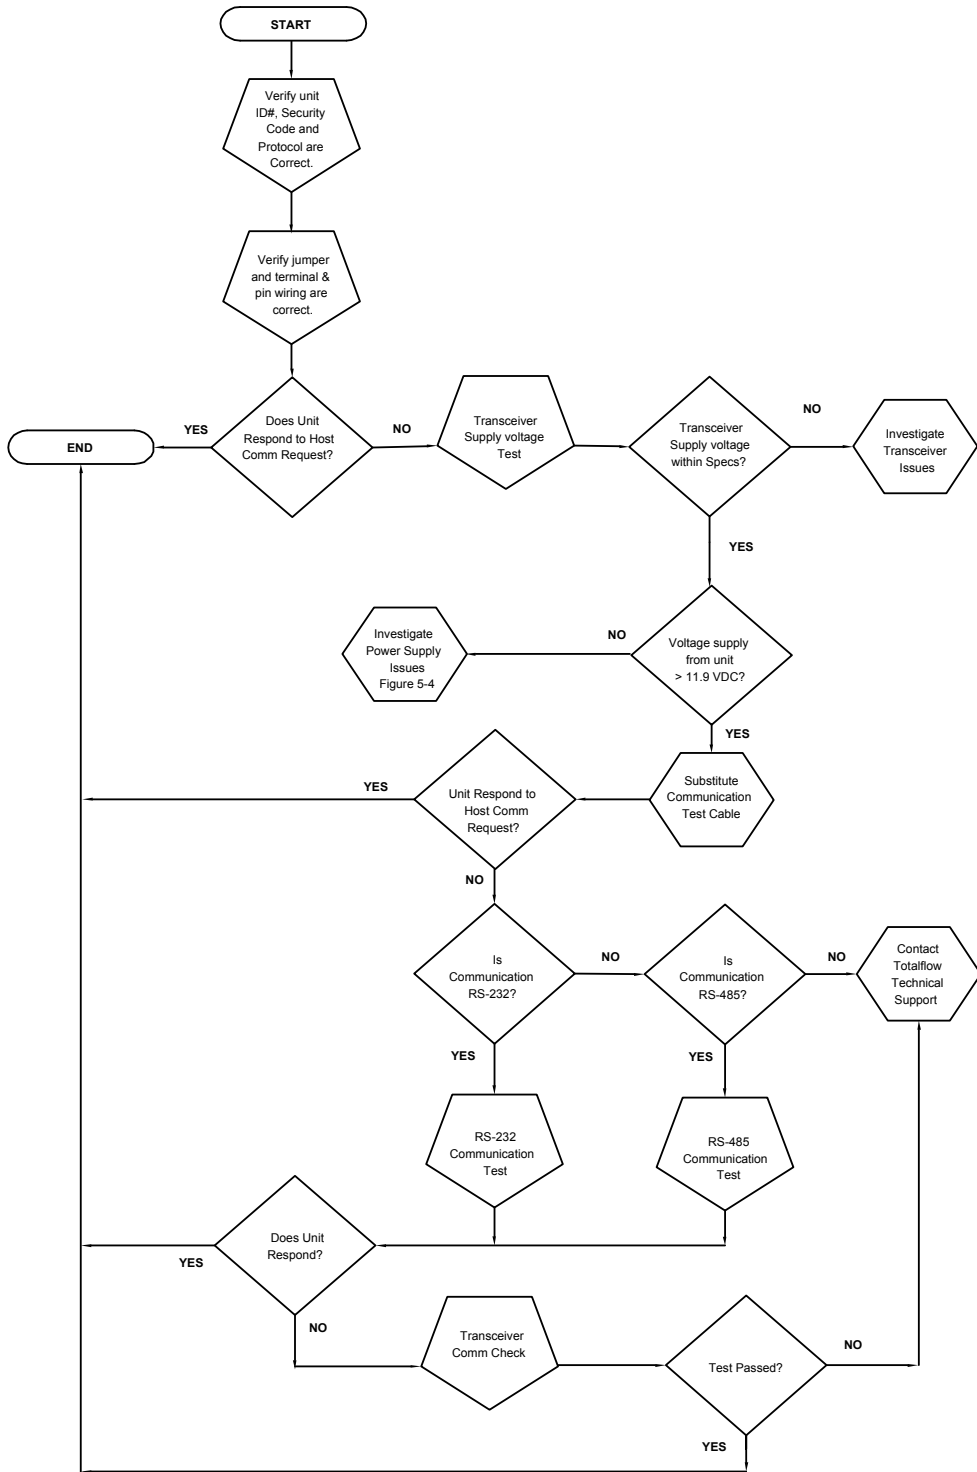 START
Verify unit
ID#, Security
Code and
Protocol are
Correct.
Verify jumper
and terminal &
pin wiring are
correct.
Does Unit
Respond to Host
Comm Request?
YES
END
NO
Transceiver
Supply voltage
Test
Transceiver
Supply voltage
within Specs?
NO
Investigate
Transceiver
Issues
YES
Voltage supply
from unit
> 11.9 VDC?
NO
Investigate
Power Supply
Issues
Figure 5-4
YES
Substitute
Communication
Test Cable
Unit Respond to
Host Comm
Request?
YES
NO
Is
Communication
RS-232?
NO
Is
Communication
RS-485?
NO
Contact
Totalflow
Technical
Support
YES
YES
RS-232
Communication
Test
RS-485
Communication
Test
Does Unit
Respond?
YES
NO
Transceiver
Comm Check
Test Passed?
NO
YES